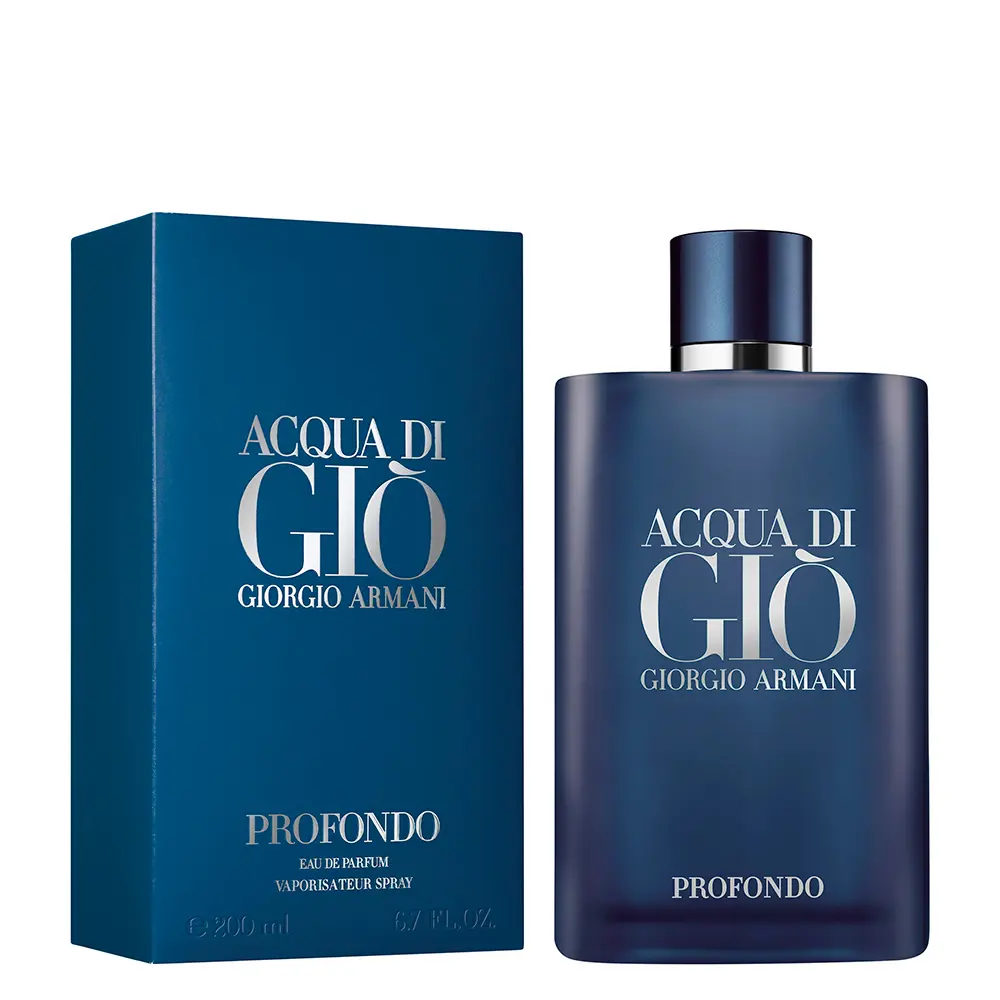 ACQUA DI
GIÒ
GIORGIO ARMANI
PROFONDO
EAU DE PARFUM
VAPORISATEUR SPRAY
℮ 200 ml 6.7 FL.OZ.
ACQUA DI
GIÒ
GIORGIO ARMANI
PROFONDO